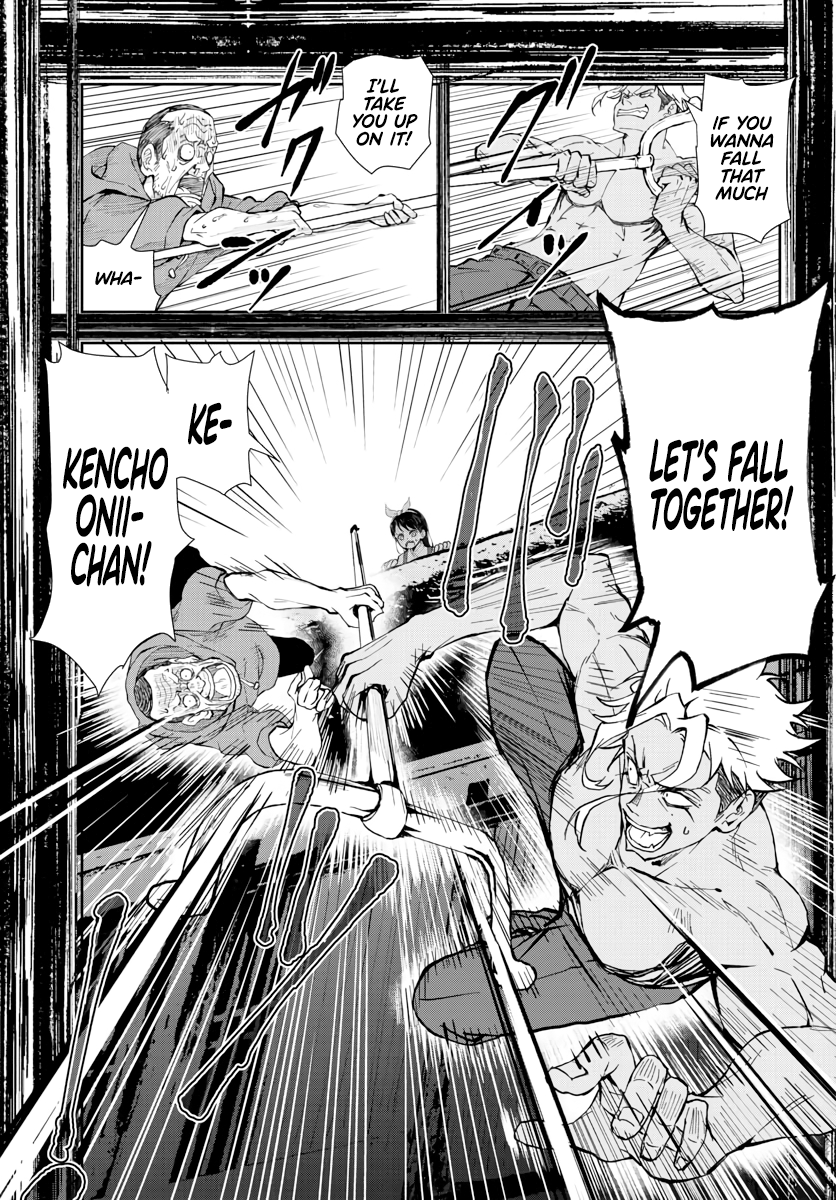 IF YOU
WANNA
FALL
THAT
MUCH
I'LL
TAKE
YOU UP
ON IT!
WHA-
LET'S FALL
TOGETHER!
KE-
KENCHO
ONII-
CHAN!